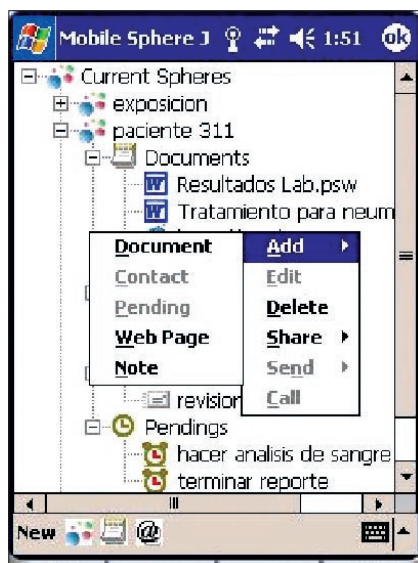 Mobile Sphere J 1:51 ok
Current Spheres
exposicion
paciente 311
Documents
Resultados Lab.psw
Tratamiento para neum
Document
Contact
Pending
Web Page
Note
Add
Edit
Delete
Share
Send
Call
revision
Pendings
hacer analisis de sangre
terminar reporte
New @